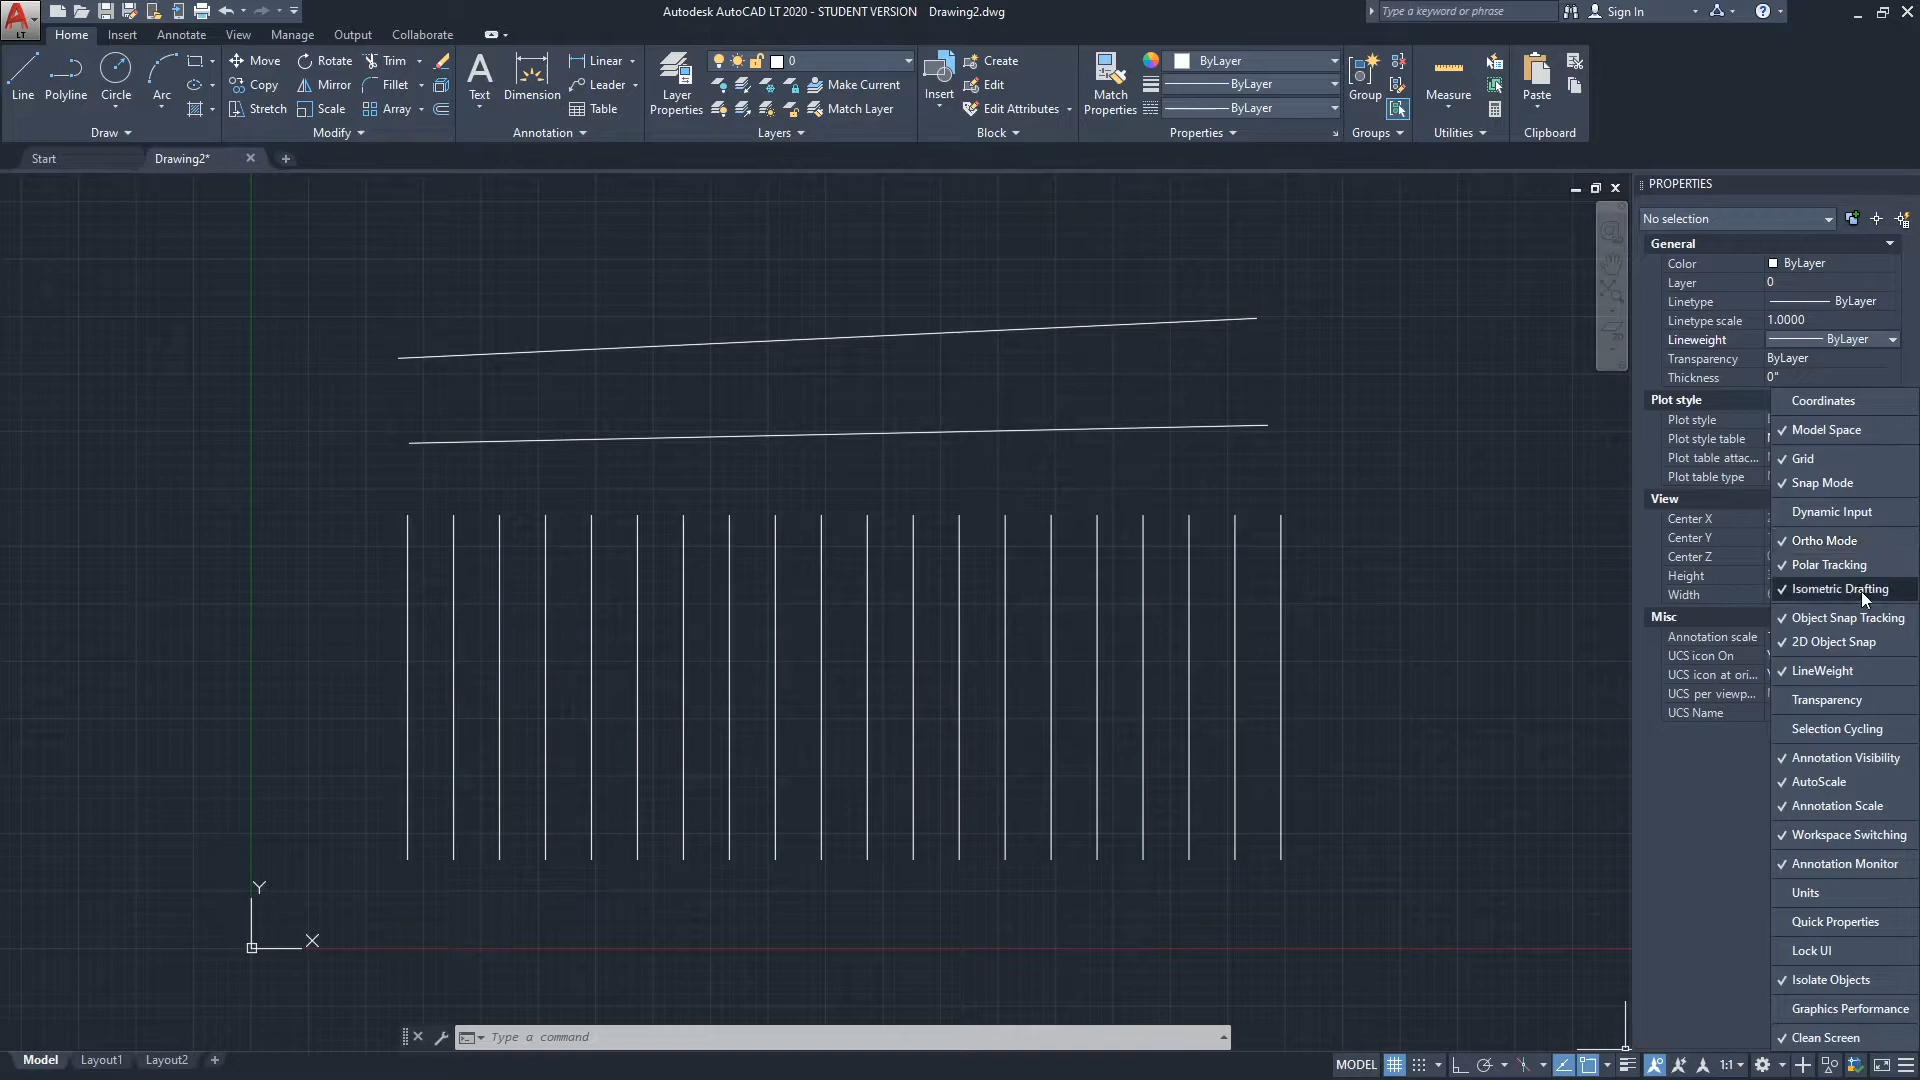 Autodesk AutoCAD LT 2020 - STUDENT VERSION Drawing2.dwg
Type a keyword or phrase
Sign In
LT
Home Insert Annotate View Manage Output Collaborate
Line
Polyline
Circle
Arc
Draw
Move Rotate Trim
Copy Mirror Fillet
Stretch Scale Array
Modify
Text
Dimension
Linear
Leader
Table
Annotation
Layer
Properties
0
Make Current
Match Layer
Layers
Insert
Create
Edit
Edit Attributes
Block
Match
Properties
ByLayer
ByLayer
ByLayer
Properties
Group
Groups
Measure
Utilities
Paste
Clipboard
Start Drawing2*
PROPERTIES
No selection
General
Color ByLayer
Layer 0
Linetype ByLayer
Linetype scale 1.0000
Lineweight ByLayer
Transparency ByLayer
Thickness 0"
Plot style
Plot style
Plot style table
Plot table attac...
Plot table type
View
Center X
Center Y
Center Z
Height
Width
Misc
Annotation scale
UCS icon On
UCS icon at ori...
UCS per viewp...
UCS Name
Coordinates
Model Space
Grid
Snap Mode
Dynamic Input
Ortho Mode
Polar Tracking
Isometric Drafting
Object Snap Tracking
2D Object Snap
LineWeight
Transparency
Selection Cycling
Annotation Visibility
AutoScale
Annotation Scale
Workspace Switching
Annotation Monitor
Units
Quick Properties
Lock UI
Isolate Objects
Graphics Performance
Clean Screen
Y
X
Type a command
Model Layout1 Layout2
MODEL 1:1